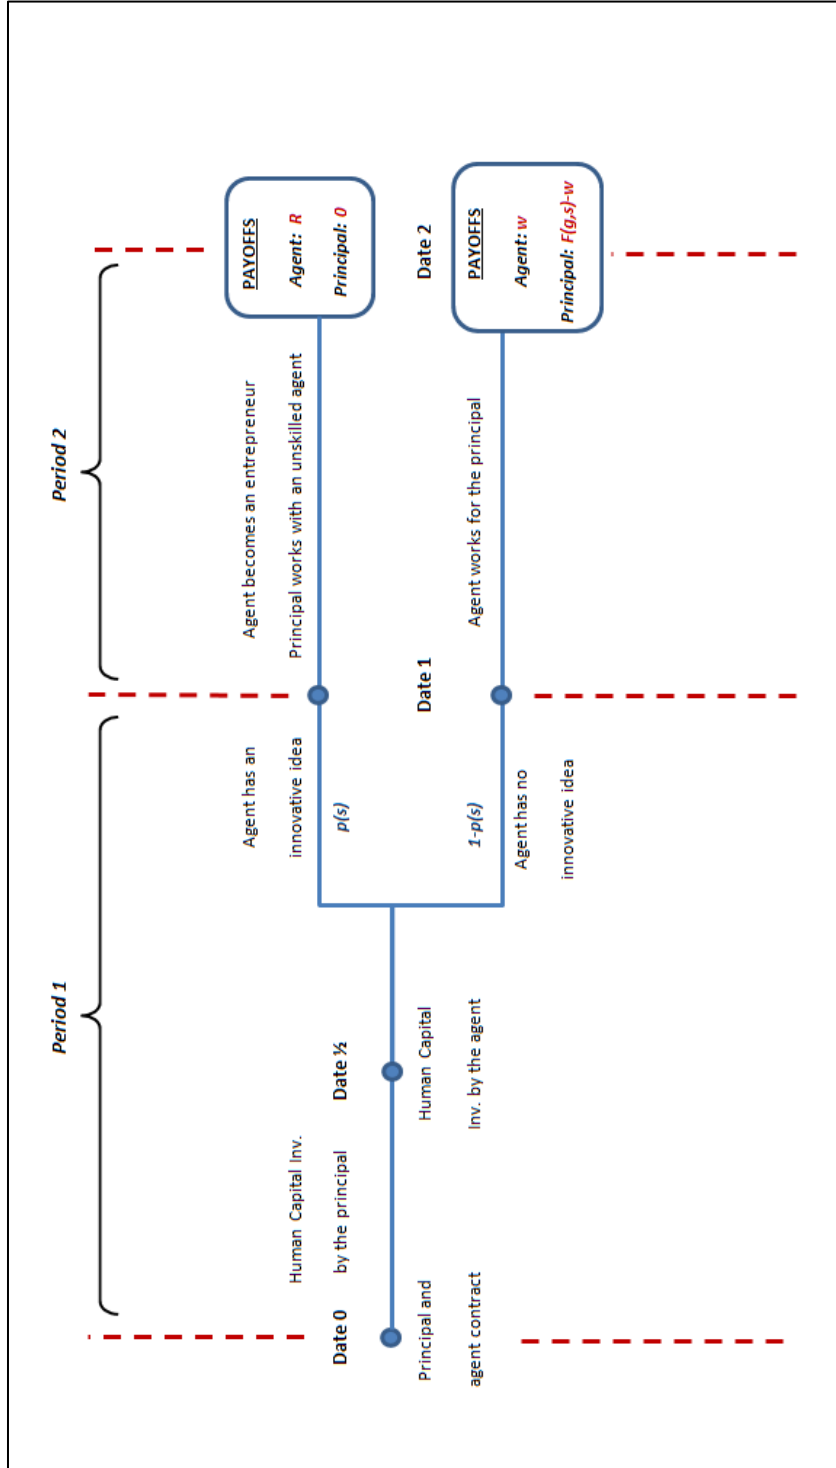 Period 1
Period 2
Human Capital Inv.
by the principal
Date 0
Date ½
Principal and
agent contract
Human Capital
Inv. by the agent
Agent has an
innovative idea
p(s)
1-p(s)
Agent has no
innovative idea
Date 1
Agent becomes an entrepreneur
Principal works with an unskilled agent
Agent works for the principal
PAYOFFS
Agent: R
Principal: 0
Date 2
PAYOFFS
Agent: w
Principal: F(g,s)-w